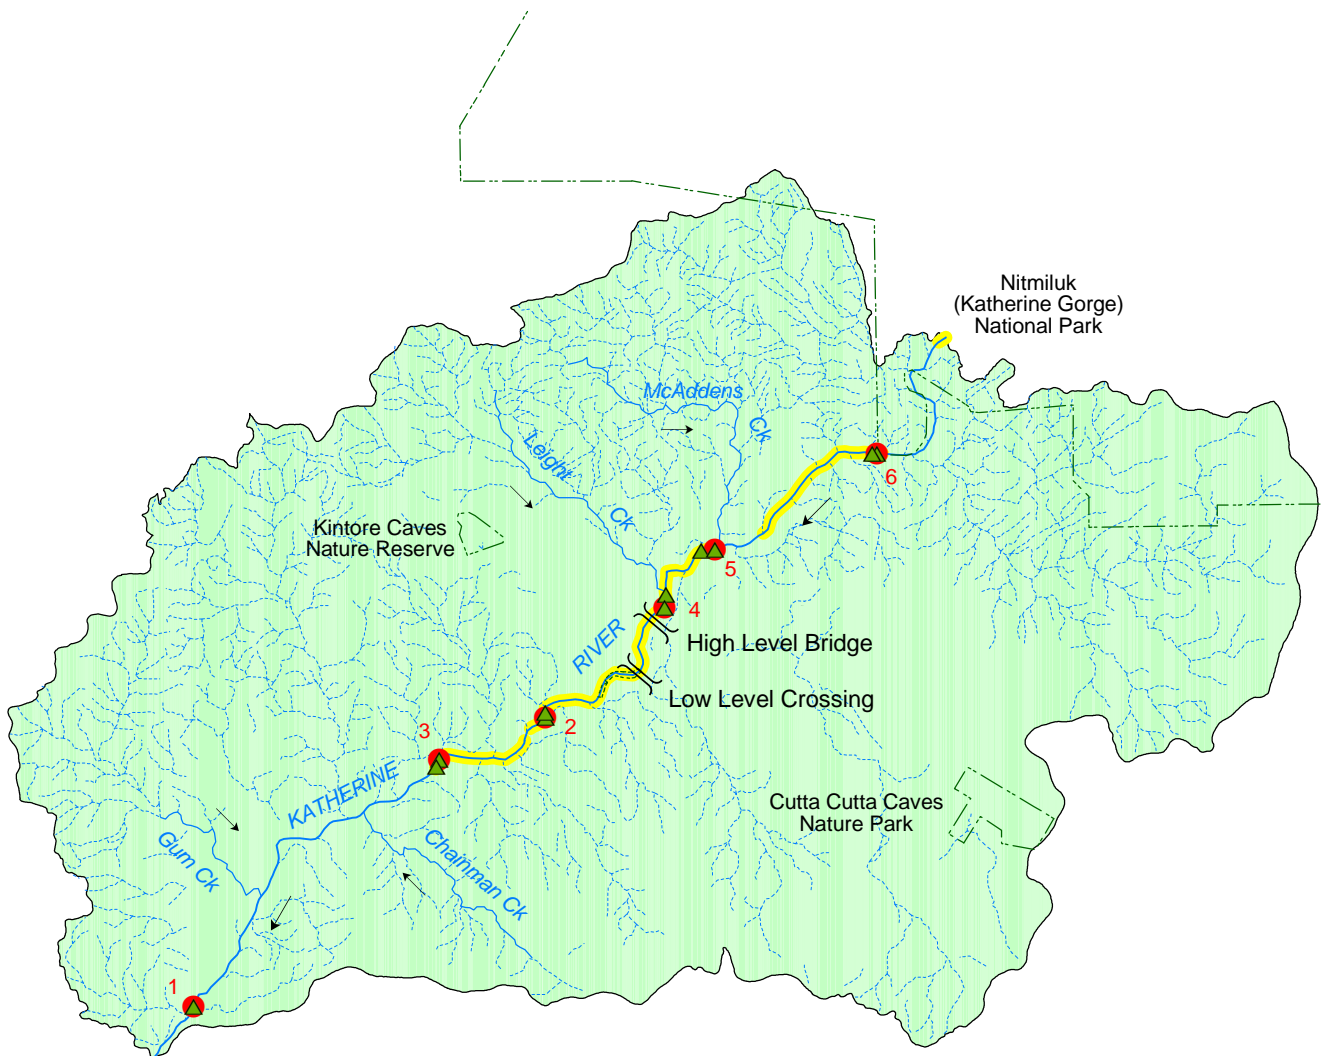 Nitmiluk
(Katherine Gorge)
National Park
McAddens
Ck
Leight
Ck
6
Kintore Caves
Nature Reserve
5
4
High Level Bridge
RIVER
Low Level Crossing
3
2
KATHERINE
Cutta Cutta Caves
Nature Park
Gum Ck
Chainman Ck
1